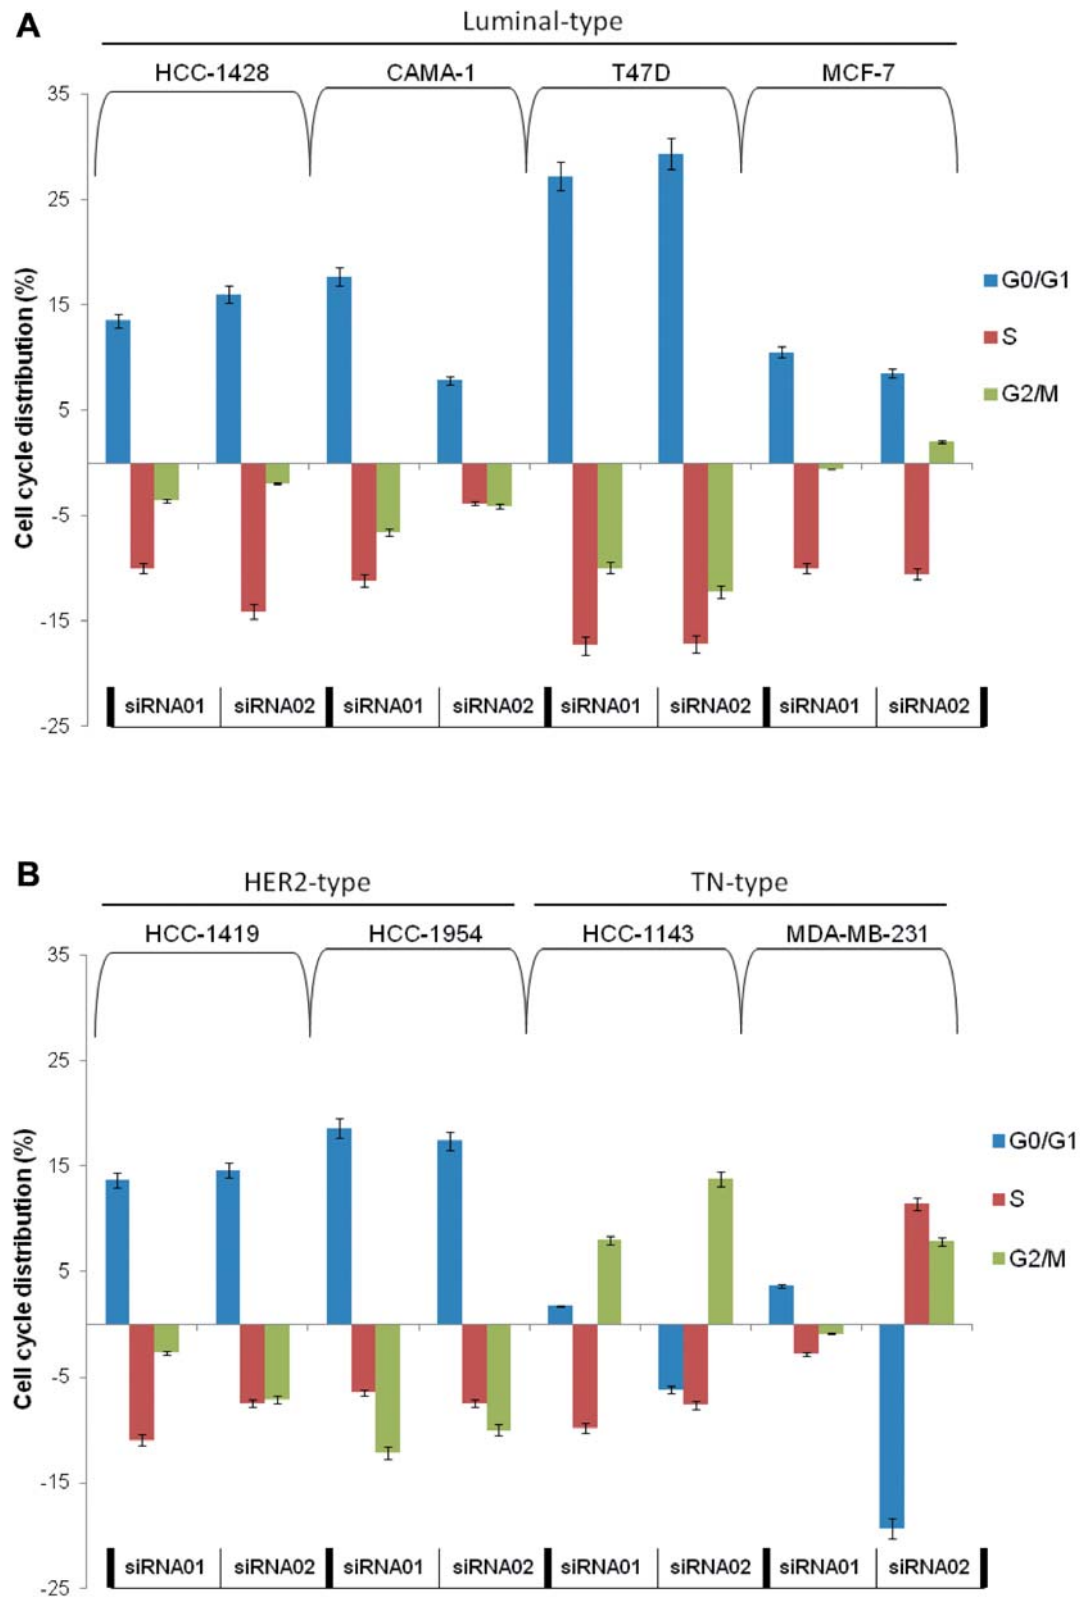 A
Luminal-type
HCC-1428 CAMA-1 T47D MCF-7
35
25
15
5
-5
-15
-25
Cell cycle distribution (%)
G0/G1
S
G2/M
siRNA01 siRNA02 siRNA01 siRNA02 siRNA01 siRNA02 siRNA01 siRNA02
B
HER2-type TN-type
HCC-1419 HCC-1954 HCC-1143 MDA-MB-231
35
25
15
5
-5
-15
-25
Cell cycle distribution (%)
G0/G1
S
G2/M
siRNA01 siRNA02 siRNA01 siRNA02 siRNA01 siRNA02 siRNA01 siRNA02